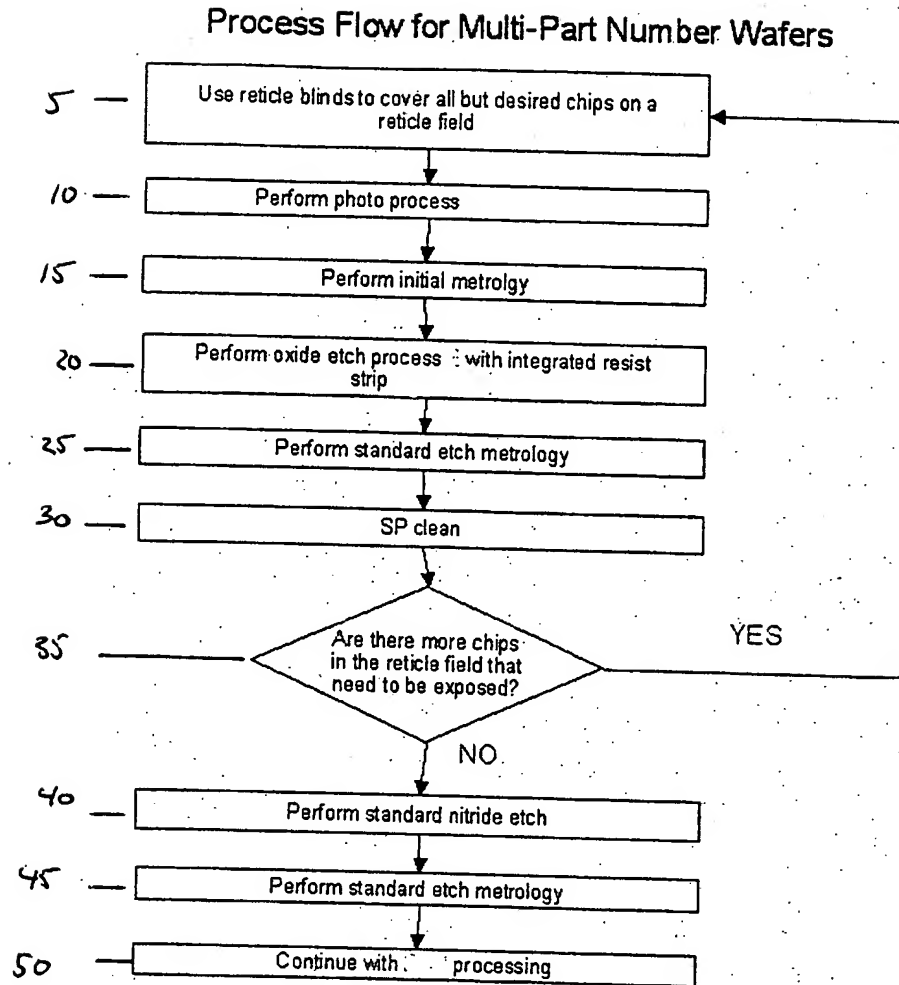 Process Flow for Multi-Part Number Wafers
5
Use reticle blinds to cover all but desired chips on a
reticle field
10
Perform photo process
15
Perform initial metrolgy
20
Perform oxide etch process with integrated resist
strip
25
Perform standard etch metrology
30
SP clean
35
Are there more chips
in the reticle field that
need to be exposed?
YES
NO
40
Perform standard nitride etch
45
Perform standard etch metrology
50
Continue with processing